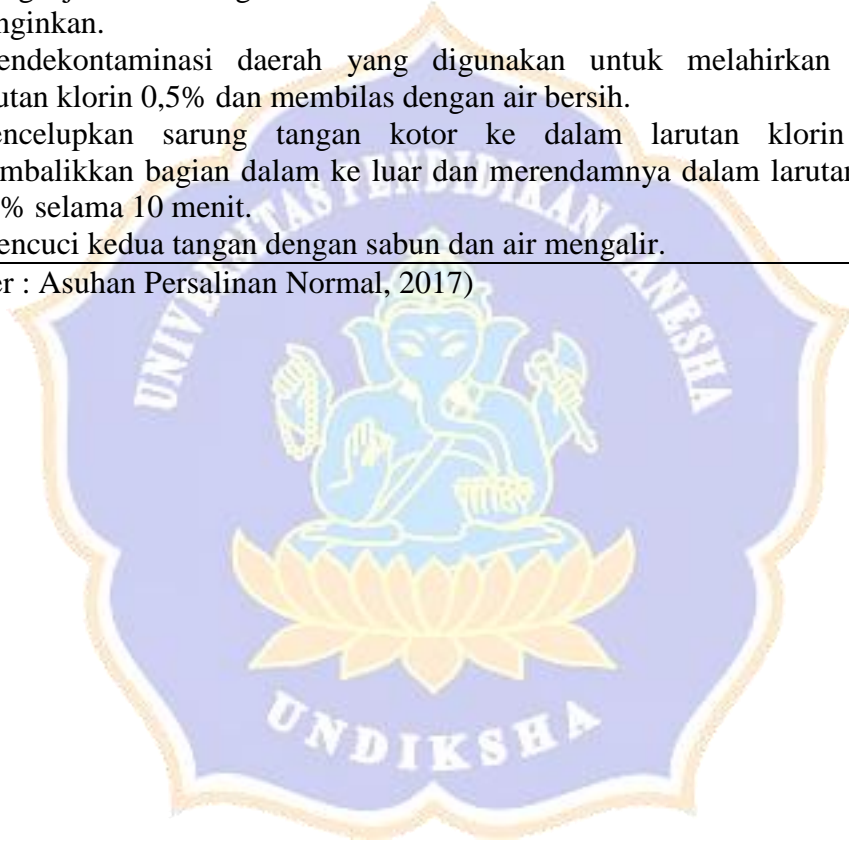 nginkan.
endekontaminasi daerah yang digunakan untuk melahirkan
utan klorin 0,5% dan membilas dengan air bersih.
encelupkan sarung tangan kotor ke dalam larutan klorin
mbalikkan bagian dalam ke luar dan merendamnya dalam larutan
% selama 10 menit.
encuci kedua tangan dengan sabun dan air mengalir.
er : Asuhan Persalinan Normal, 2017)
UNIVERSITAS PENDIDIKAN GANESHA
UNDIKSHA